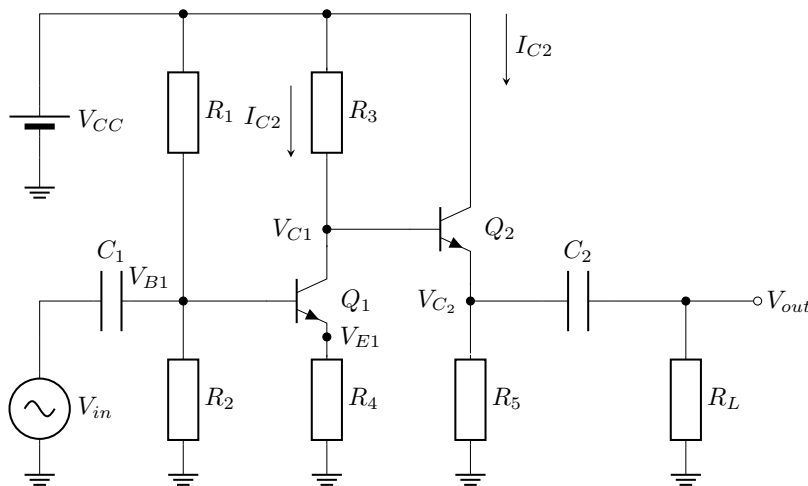 I_{C2}
V_{CC}
R_1
I_{C2}
R_3
V_{C1}
Q_2
C_1
V_{B1}
Q_1
V_{C_2}
C_2
V_{out}
V_{E1}
V_{in}
R_2
R_4
R_5
R_L